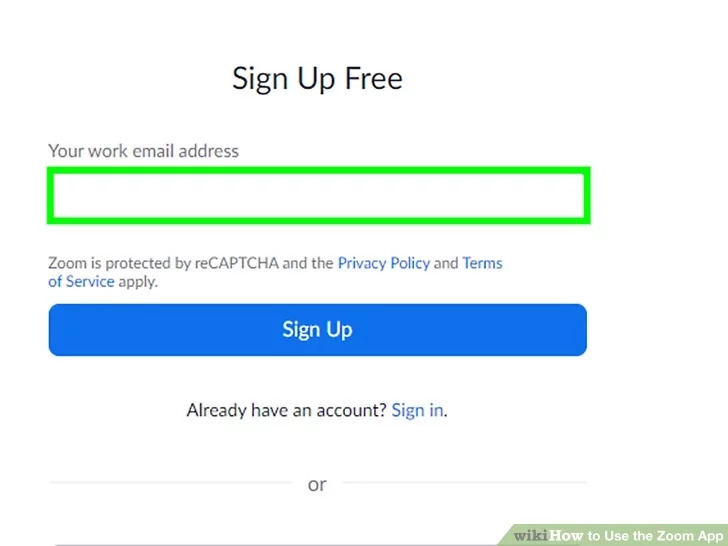 Sign Up Free
Your work email address
Zoom is protected by reCAPTCHA and the Privacy Policy and Terms
of Service apply.
Sign Up
Already have an account? Sign in.
or
wikiHow to Use the Zoom App